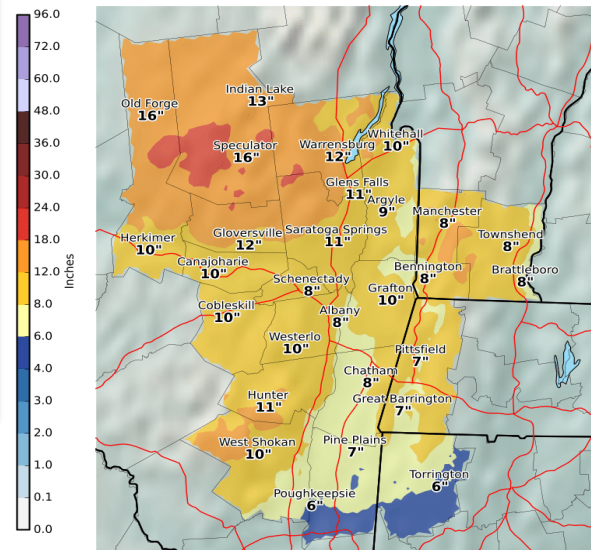 96.0
72.0
60.0
48.0
36.0
30.0
24.0
18.0
12.0
8.0
6.0
4.0
3.0
2.0
1.0
0.1
0.0
Inches
Indian Lake
13"
Old Forge
16"
Whitehall
10"
Speculator
16"
Warrensburg
12"
Glens Falls
11"
Argyle
9"
Manchester
8"
Herkimer
10"
Gloversville
12"
Saratoga Springs
11"
Townshend
8"
Canajoharie
10"
Bennington
8"
Brattleboro
8"
Schenectady
8"
Grafton
10"
Cobleskill
10"
Albany
8"
Westerlo
10"
Pittsfield
7"
Chatham
8"
Hunter
11"
Great Barrington
7"
West Shokan
10"
Pine Plains
7"
Torrington
6"
Poughkeepsie
6"